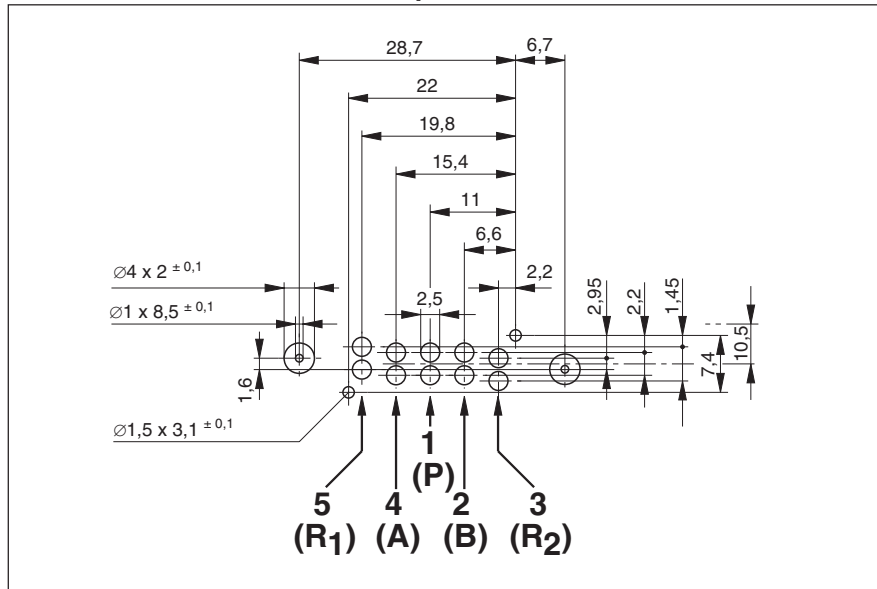 28,7
6,7
22
19,8
15,4
11
6,6
2,2
∅4 x 2 ± 0,1
2,5
2,95
2,2
1,45
10,5
∅1 x 8,5 ± 0,1
7,4
1,6
∅1,5 x 3,1 ± 0,1
1
(P)
5 4 2 3
(R1) (A) (B) (R2)